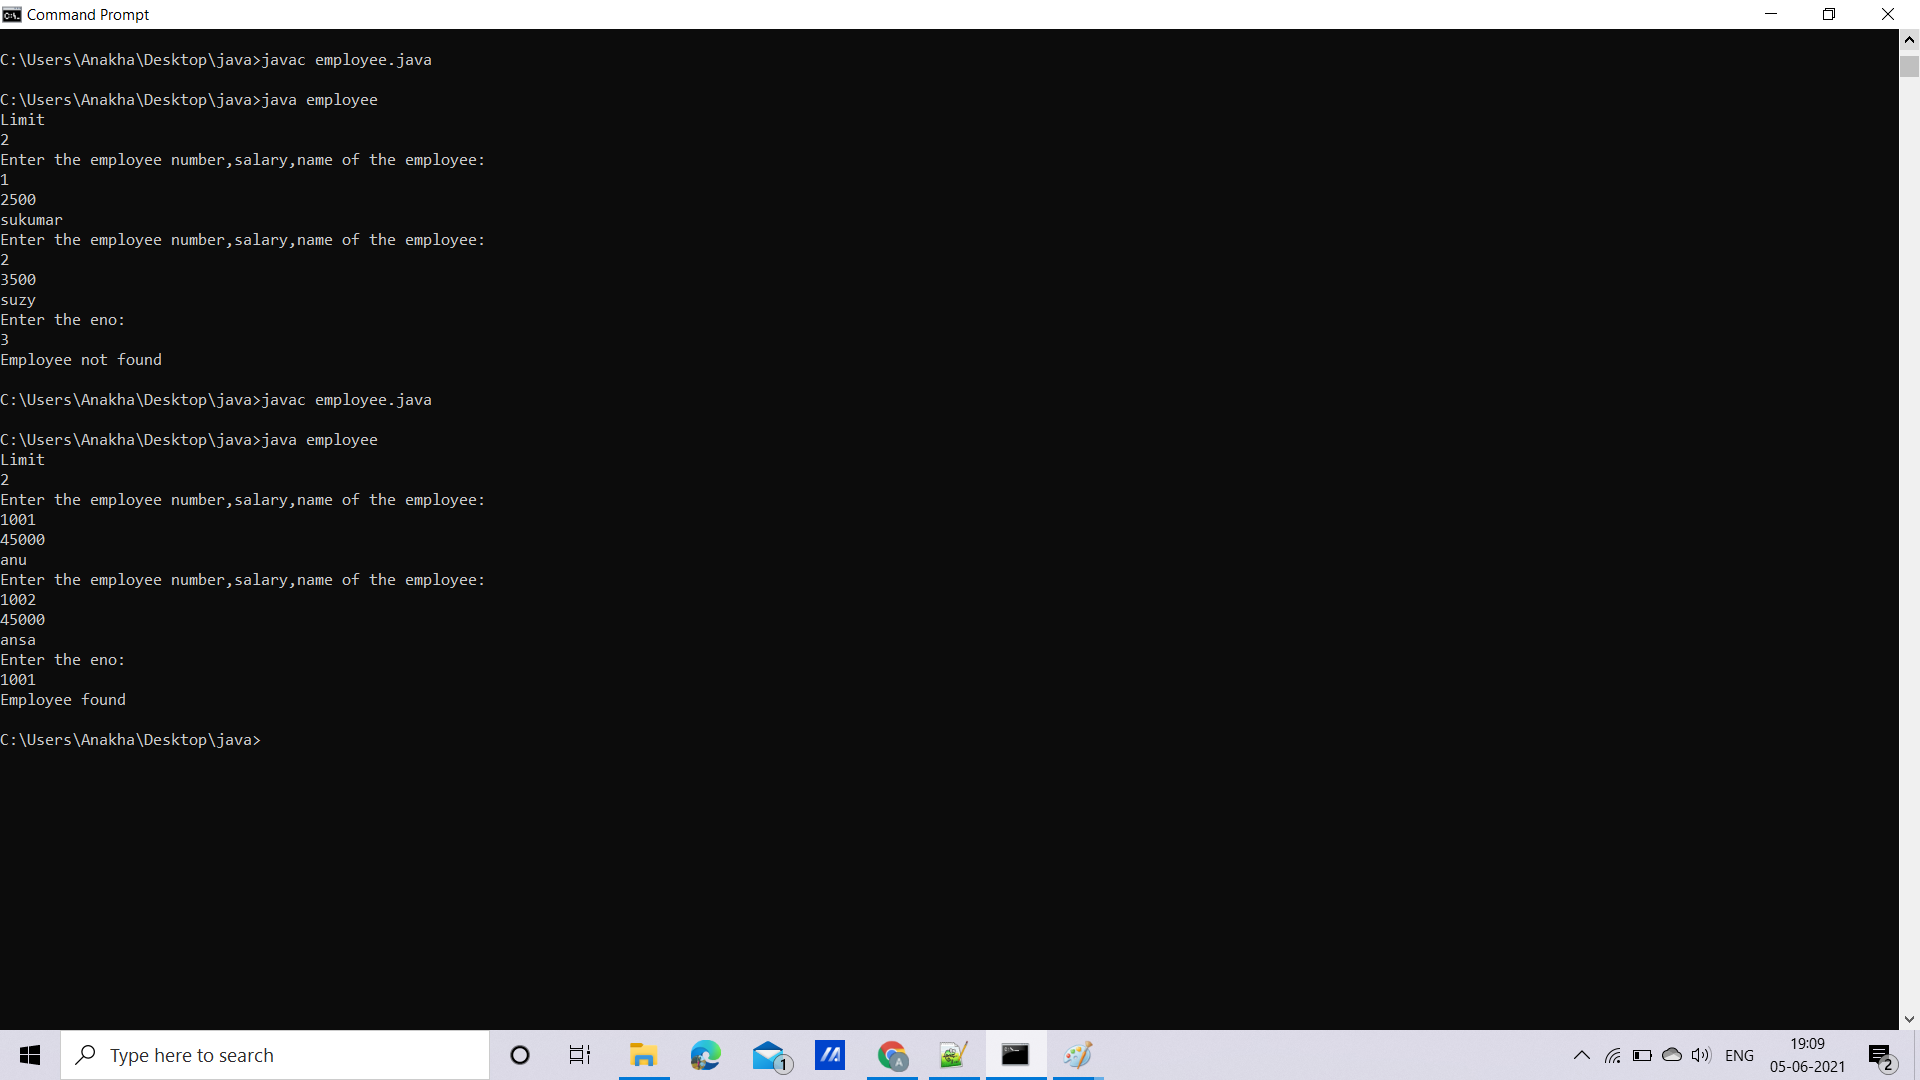 Command Prompt
C:\Users\Anakha\Desktop\java>javac employee.java
C:\Users\Anakha\Desktop\java>java employee
Limit
2
Enter the employee number,salary,name of the employee:
1
2500
sukumar
Enter the employee number,salary,name of the employee:
2
3500
suzy
Enter the eno:
3
Employee not found
C:\Users\Anakha\Desktop\java>javac employee.java
C:\Users\Anakha\Desktop\java>java employee
Limit
2
Enter the employee number,salary,name of the employee:
1001
45000
anu
Enter the employee number,salary,name of the employee:
1002
45000
ansa
Enter the eno:
1001
Employee found
C:\Users\Anakha\Desktop\java>
Type here to search
1
A
ENG
19:09
05-06-2021
2